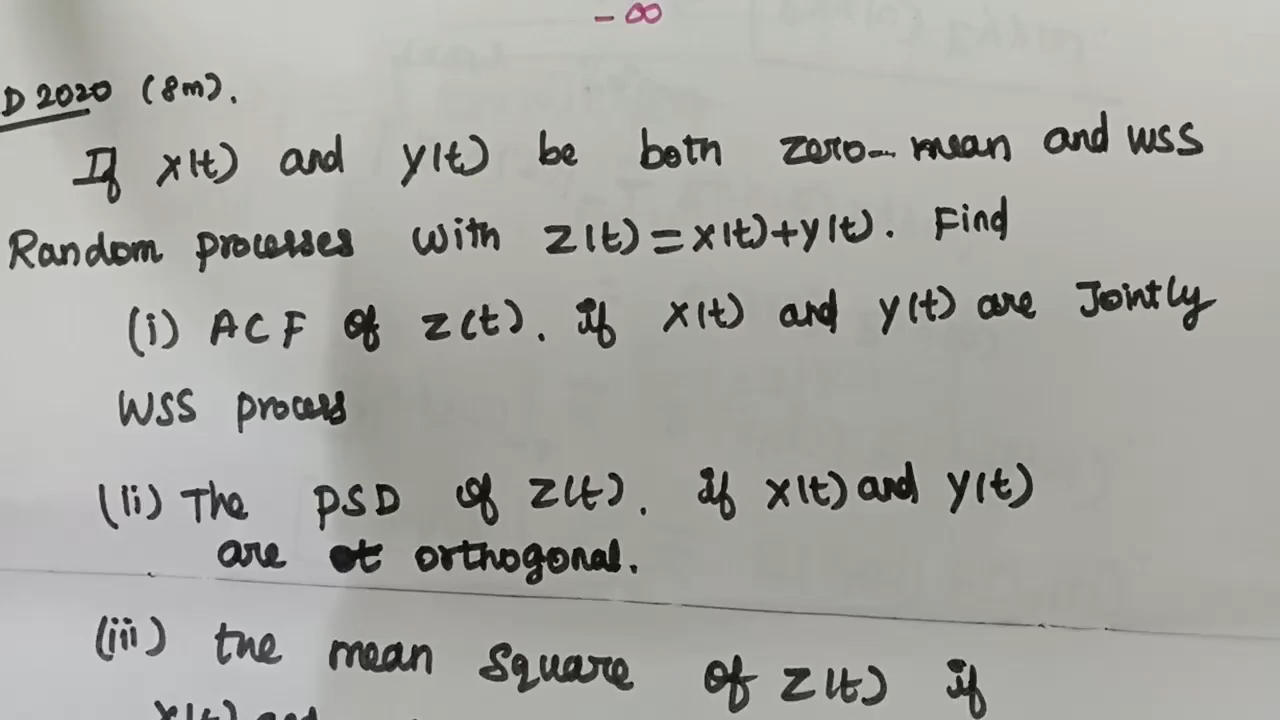 - ∞
D 2020 (8m).
If X(t) and Y(t) be both zero-mean and WSS
Random processes with Z(t)=X(t)+Y(t). Find
(i) ACF of Z(t). if X(t) and Y(t) are Jointly
WSS process
(ii) The PSD of Z(t). if X(t) and Y(t)
are orthogonal.
(iii) the mean square of Z(t) if
X(t) and